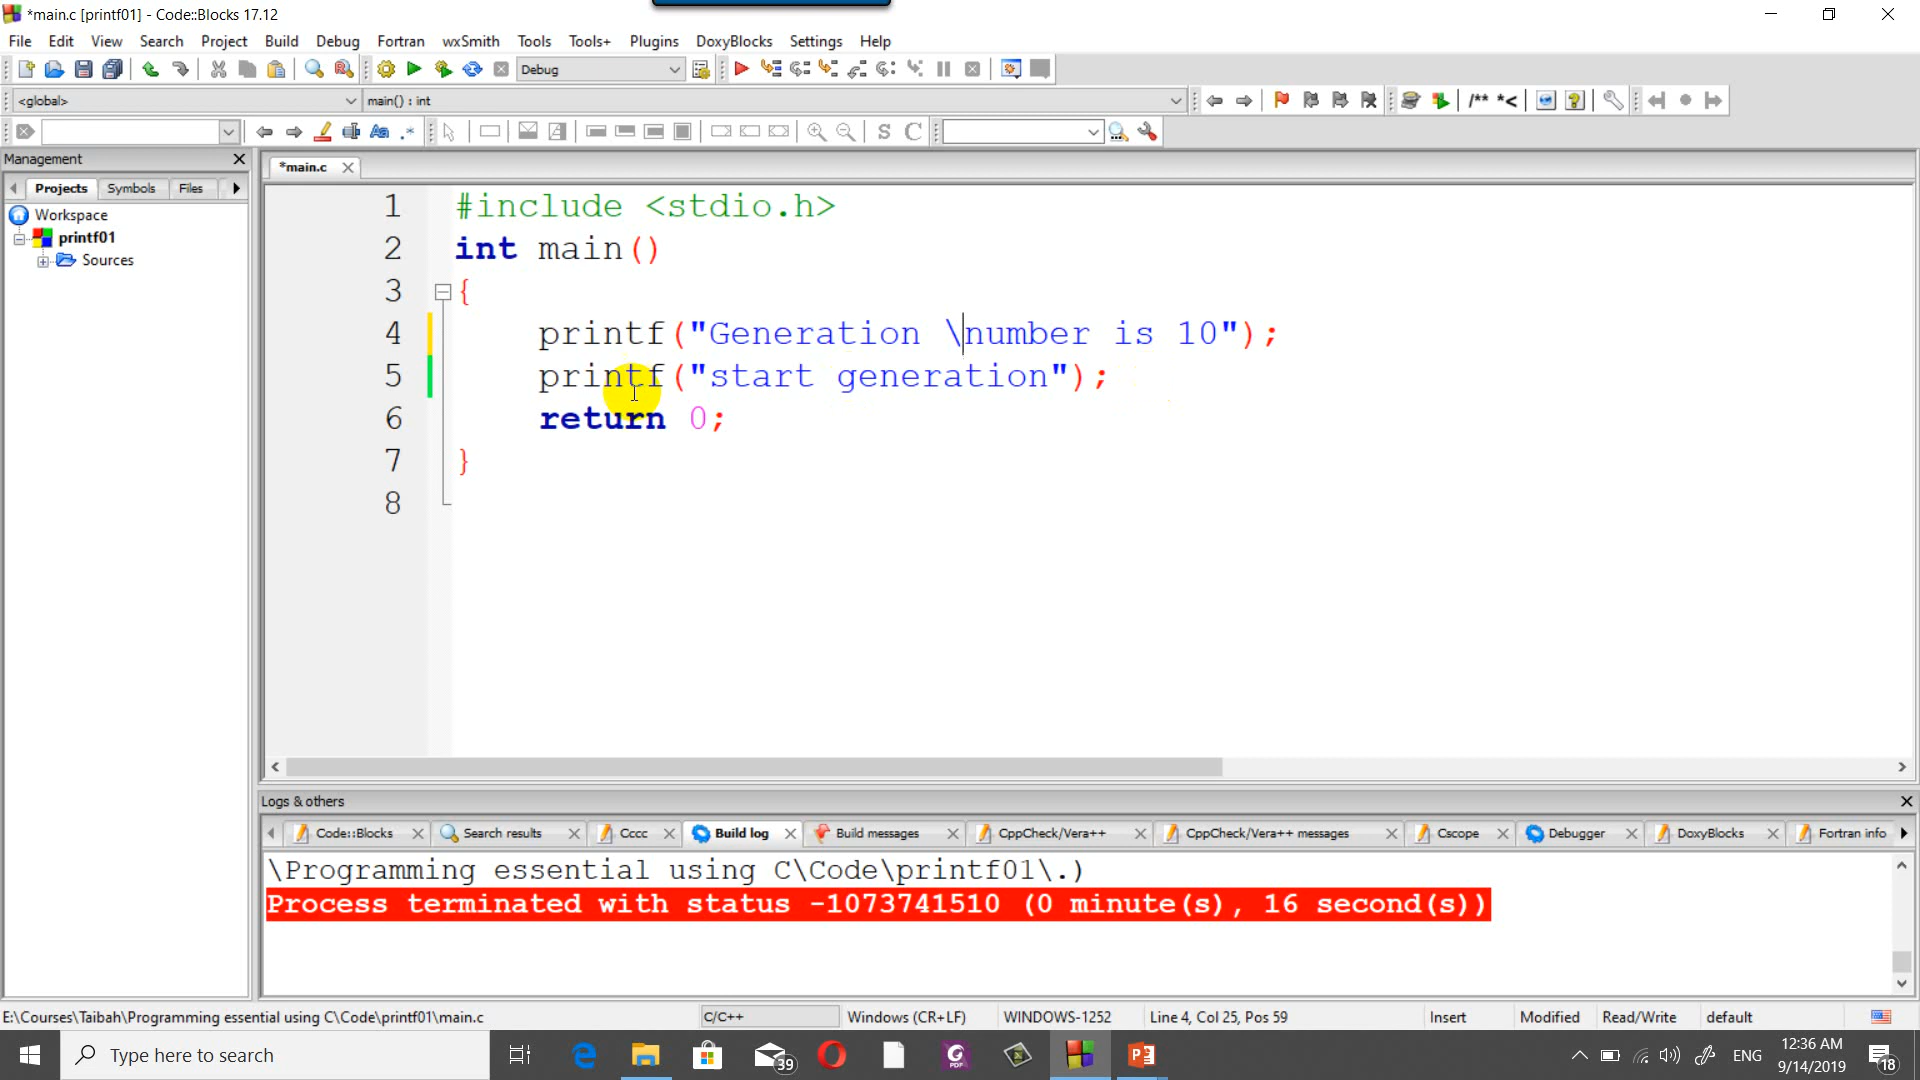 *main.c [printf01] - Code::Blocks 17.12
File Edit View Search Project Build Debug Fortran wxSmith Tools Tools+ Plugins DoxyBlocks Settings Help
Debug
<global> main() : int /** *<
Aa .* S C
Management
*main.c
Projects Symbols Files
Workspace
printf01
Sources
1 #include <stdio.h>
2 int main()
3 {
4 printf("Generation \number is 10");
5 printf("start generation");
6 return 0;
7 }
8
Logs & others
Code::Blocks Search results Cccc Build log Build messages CppCheck/Vera++ CppCheck/Vera++ messages Cscope Debugger DoxyBlocks Fortran info
\Programming essential using C\Code\printf01\.)
Process terminated with status -1073741510 (0 minute(s), 16 second(s))
E:\Courses\Taibah\Programming essential using C\Code\printf01\main.c C/C++ Windows (CR+LF) WINDOWS-1252 Line 4, Col 25, Pos 59 Insert Modified Read/Write default
Type here to search
39
ENG
12:36 AM
9/14/2019
18